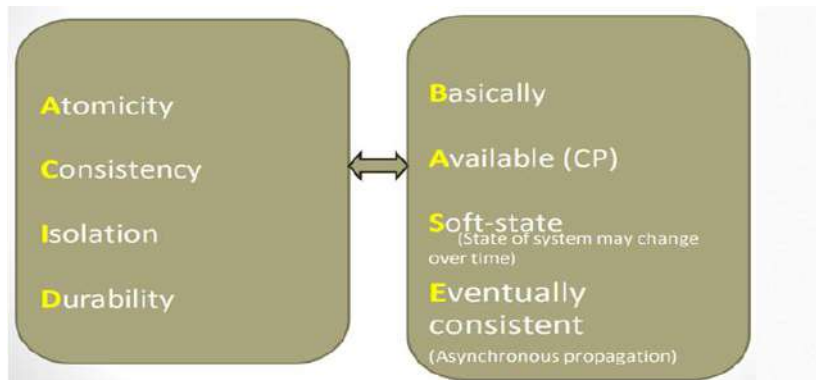 Atomicity
Consistency
Isolation
Durability
Basically
Available (CP)
Soft-state
(State of system may change
over time)
Eventually
consistent
(Asynchronous propagation)